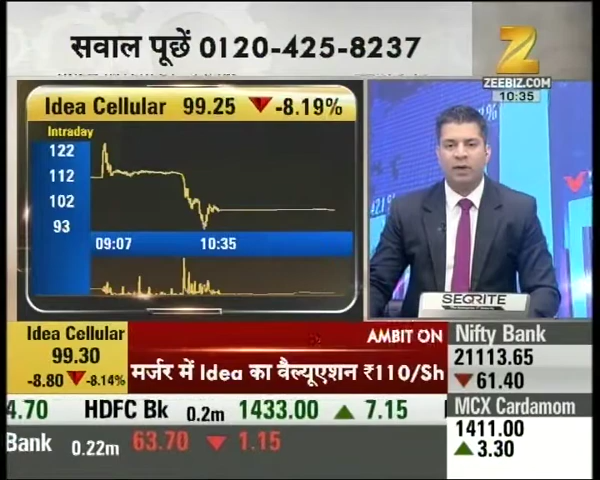 सवाल पूछें 0120-425-8237
ZEEBIZ.COM
10:35
Idea Cellular 99.25 -8.19%
Intraday
122
112
102
93
09:07 10:35
SEQRITE
Idea Cellular
99.30
-8.80 -8.14%
AMBIT ON
मर्जर में Idea का वैल्यूएशन ₹110/Sh
Nifty Bank
21113.65
61.40
MCX Cardamom
1411.00
3.30
4.70 HDFC Bk 0.2m 1433.00 7.15
Bank 0.22m 63.70 1.15